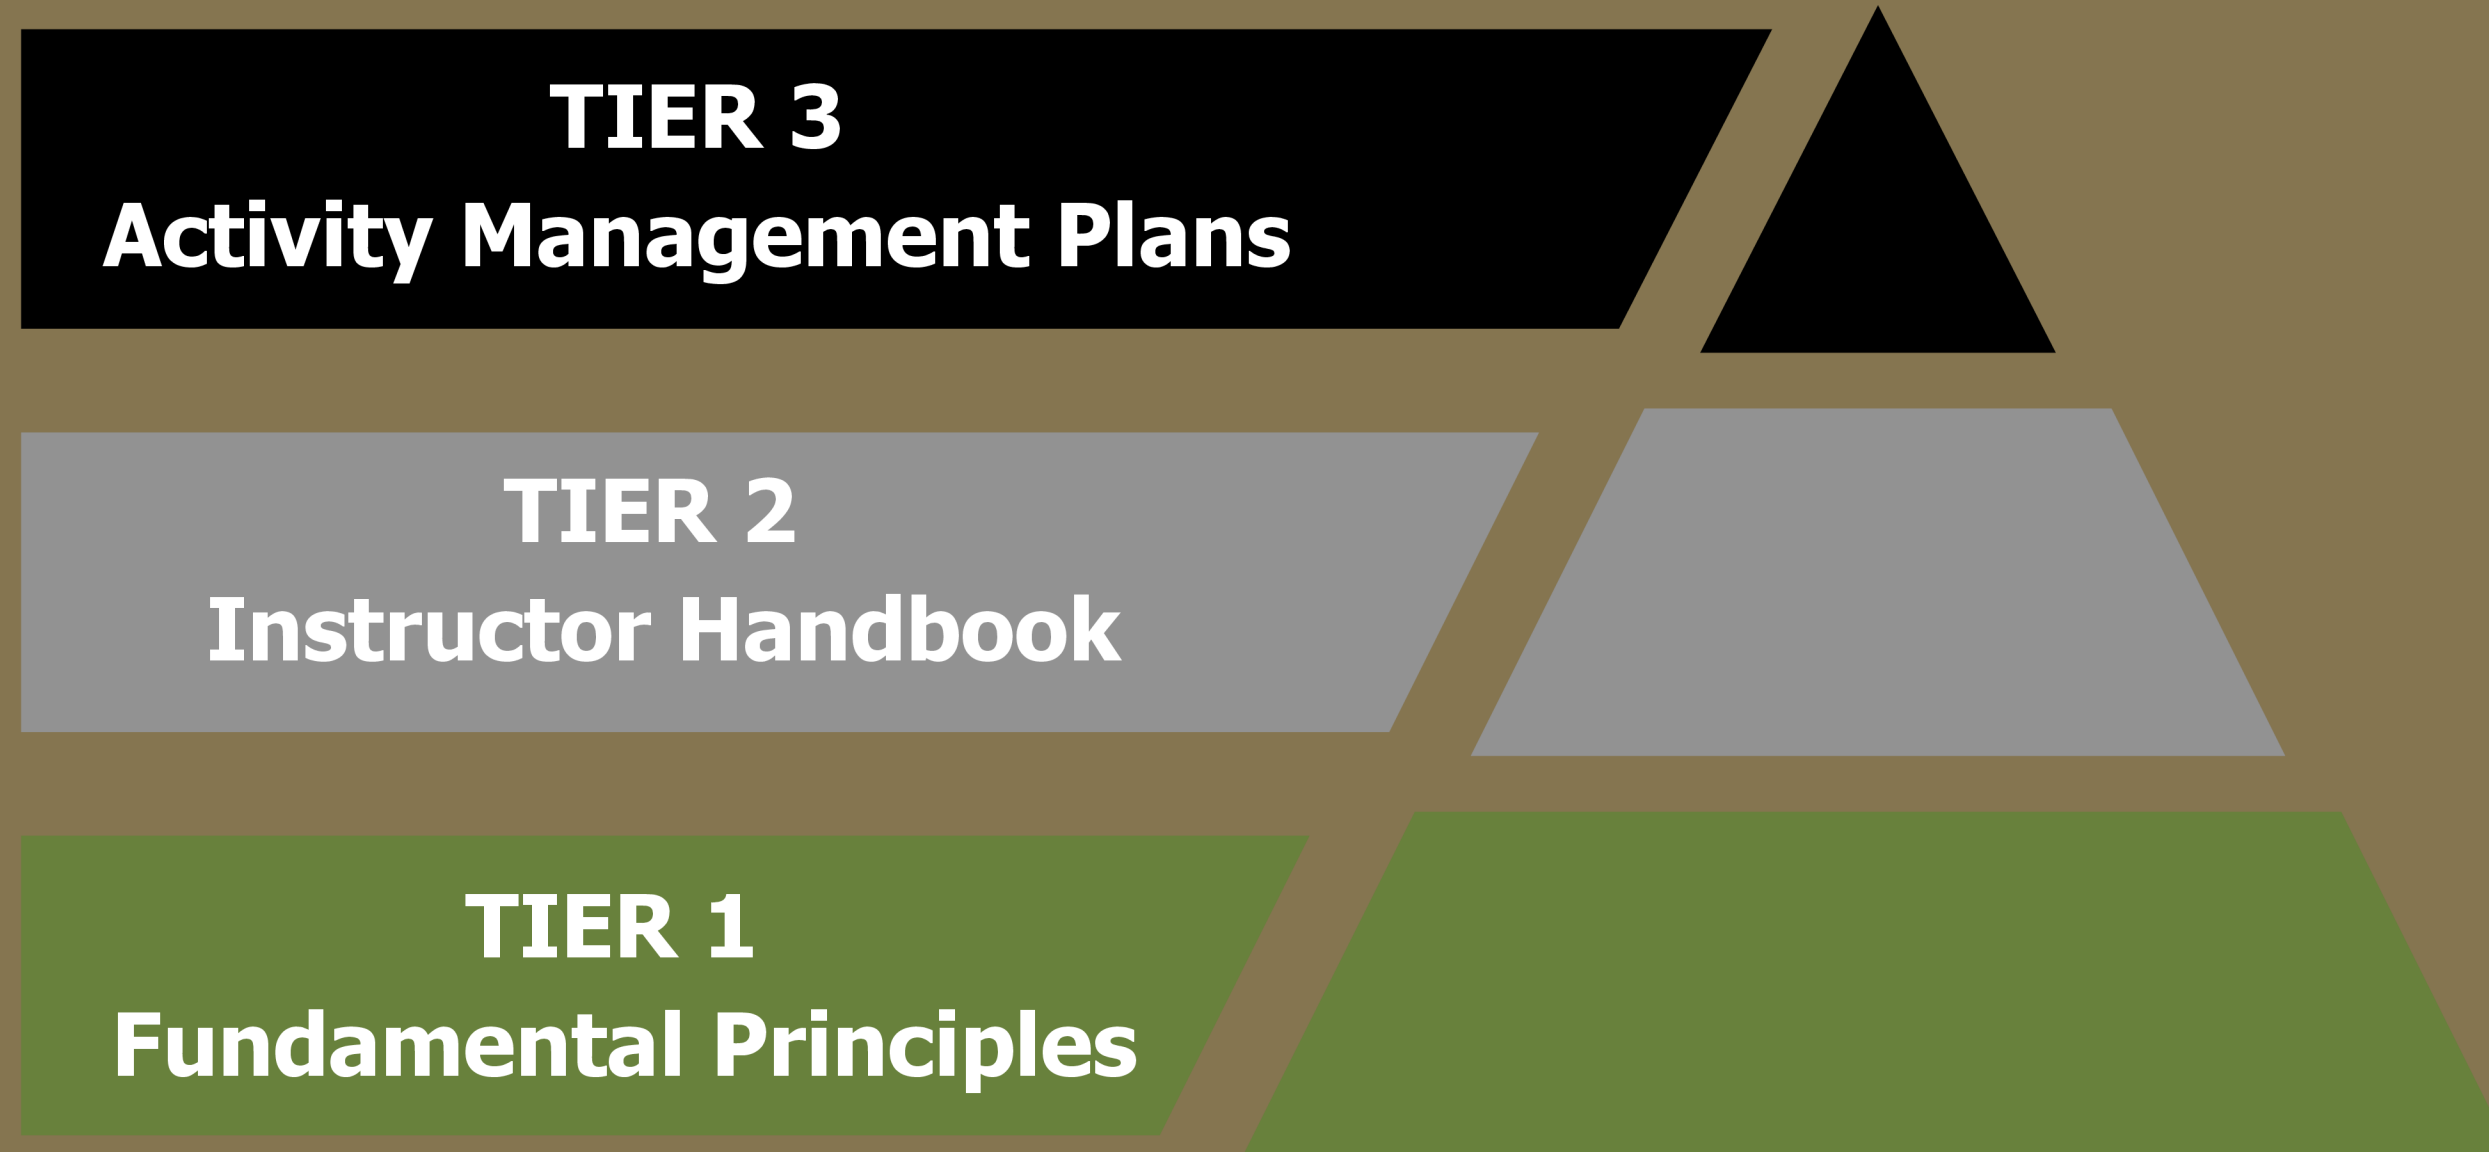 TIER 3
Activity Management Plans
TIER 2
Instructor Handbook
TIER 1
Fundamental Principles